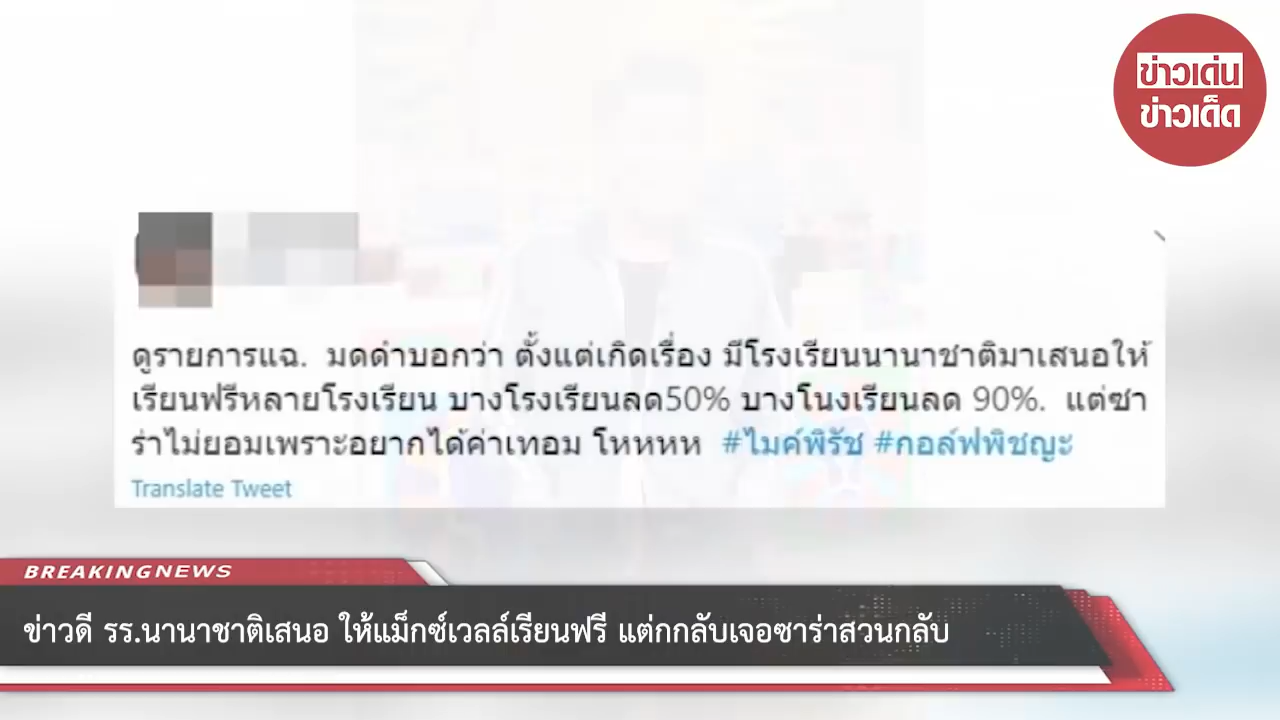 ข่าวเด่น
ข่าวเด็ด
ดูรายการแฉ. มดดำบอกว่า ตั้งแต่เกิดเรื่อง มีโรงเรียนนานาชาติมาเสนอให้
เรียนฟรีหลายโรงเรียน บางโรงเรียนลด50% บางโนงเรียนลด 90%. แต่ซา
ร่าไม่ยอมเพราะอยากได้ค่าเทอม โหหหห #ไมค์พิรัช #กอล์ฟพิชญะ
Translate Tweet
BREAKINGNEWS
ข่าวดี รร.นานาชาติเสนอ ให้แม็กซ์เวลล์เรียนฟรี แต่กกลับเจอซาร่าสวนกลับ